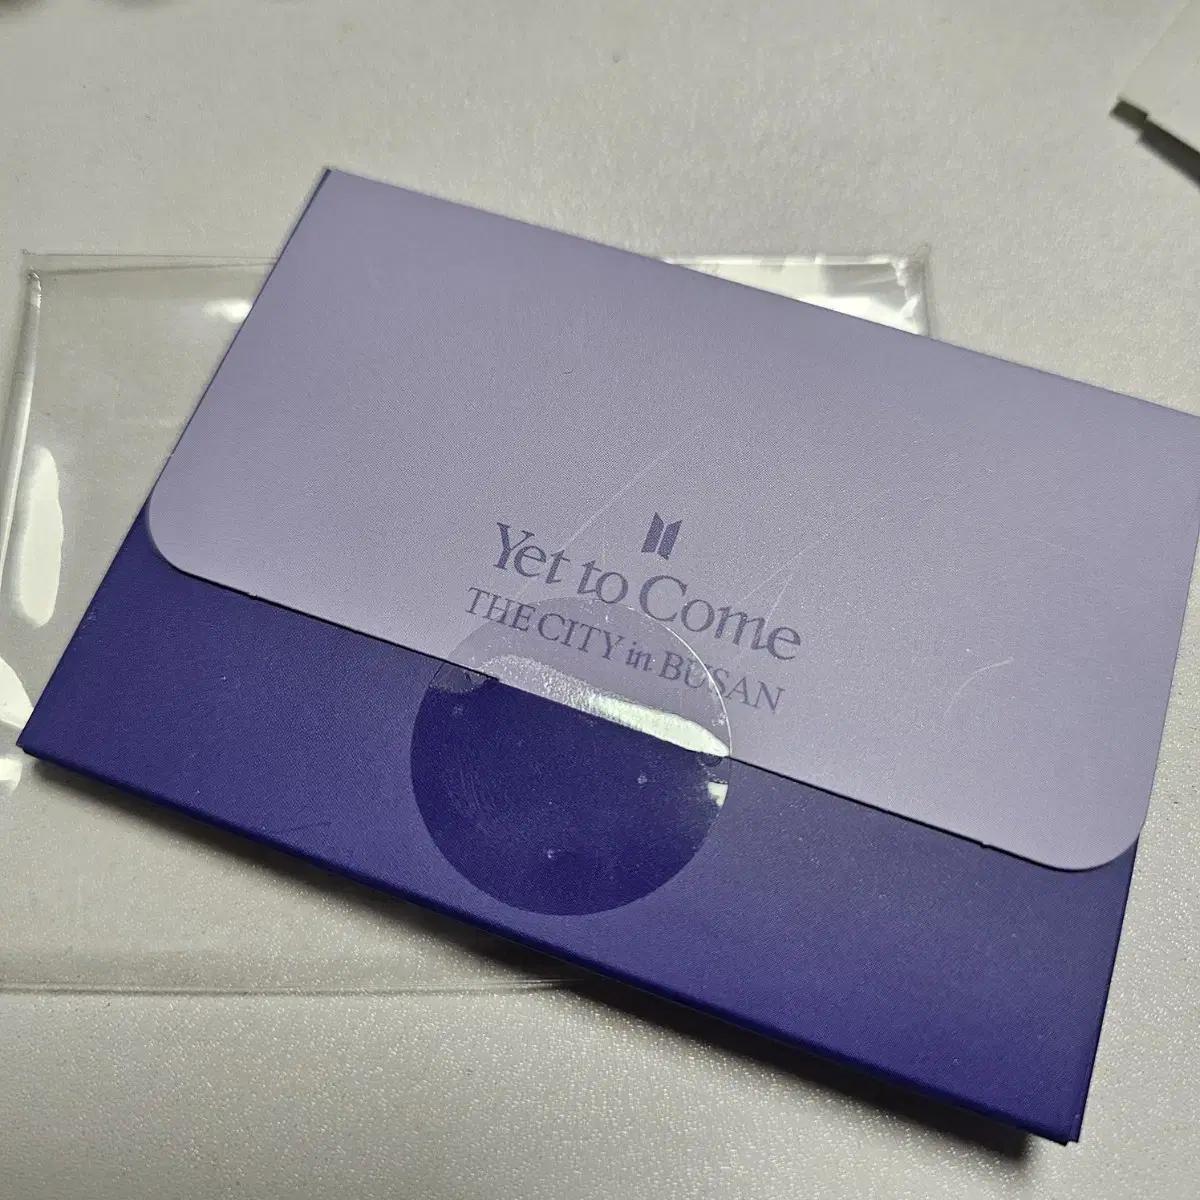 Yet to Come
THE CITY in BUSAN